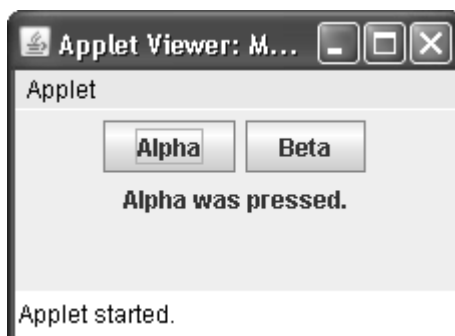 Applet Viewer: M...
Applet
Alpha Beta
Alpha was pressed.
Applet started.